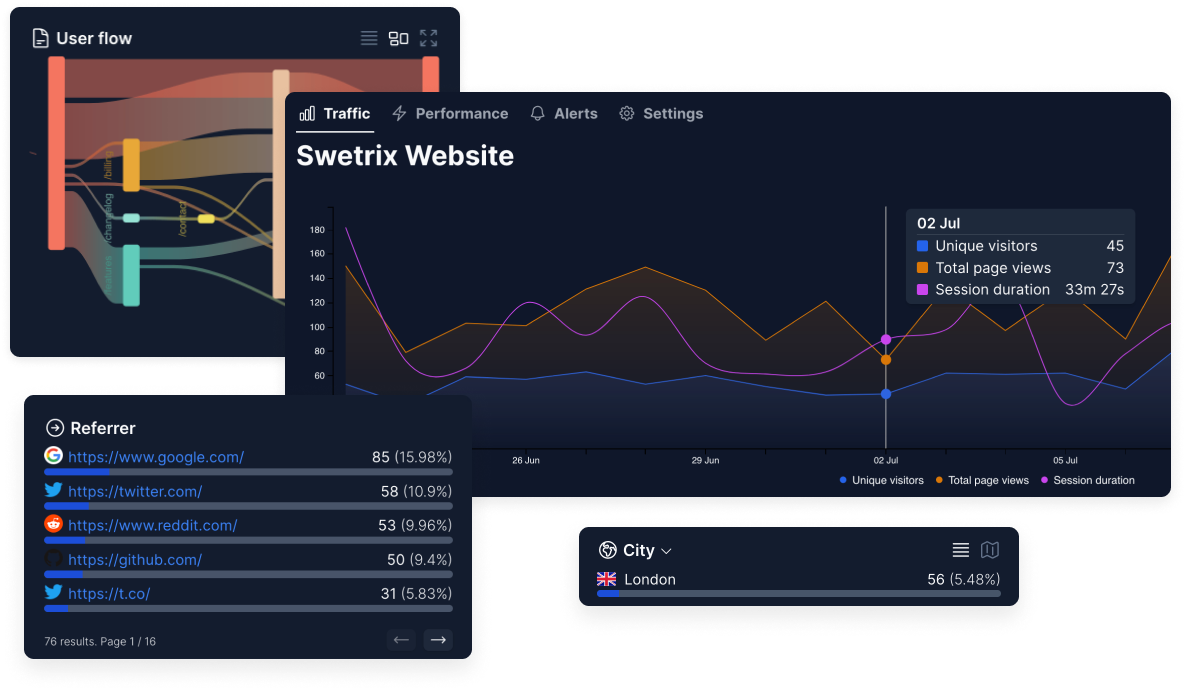 User flow
/
/billing
/changelog
/contact
/features
Traffic Performance Alerts Settings
Swetrix Website
180
160
140
120
100
80
60
02 Jul
Unique visitors 45
Total page views 73
Session duration 33m 27s
26 Jun 29 Jun 02 Jul 05 Jul
Unique visitors Total page views Session duration
Referrer
https://www.google.com/ 85 (15.98%)
https://twitter.com/ 58 (10.9%)
https://www.reddit.com/ 53 (9.96%)
https://github.com/ 50 (9.4%)
https://t.co/ 31 (5.83%)
76 results. Page 1 / 16
City
London 56 (5.48%)